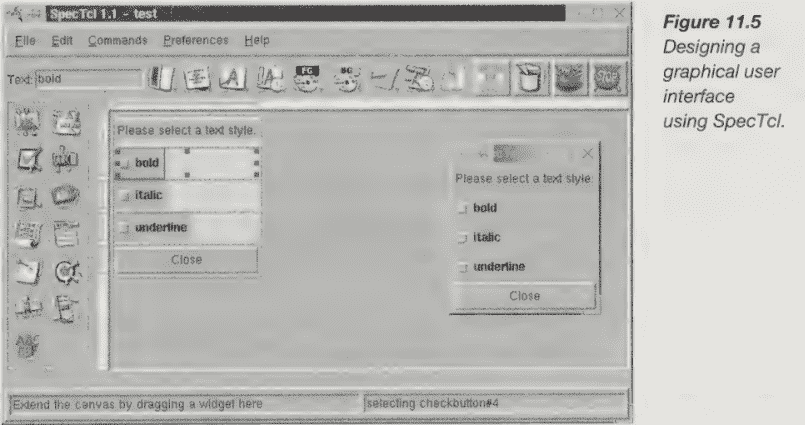 SpecTcl 1.1 - test
File Edit Commands Preferences Help
Text: bold
FG
BG
Please select a text style:
bold
italic
underline
Close
Please select a text style:
bold
italic
underline
Close
Extend the canvas by dragging a widget here
selecting checkbutton#4
Figure 11.5
Designing a
graphical user
interface
using SpecTcl.